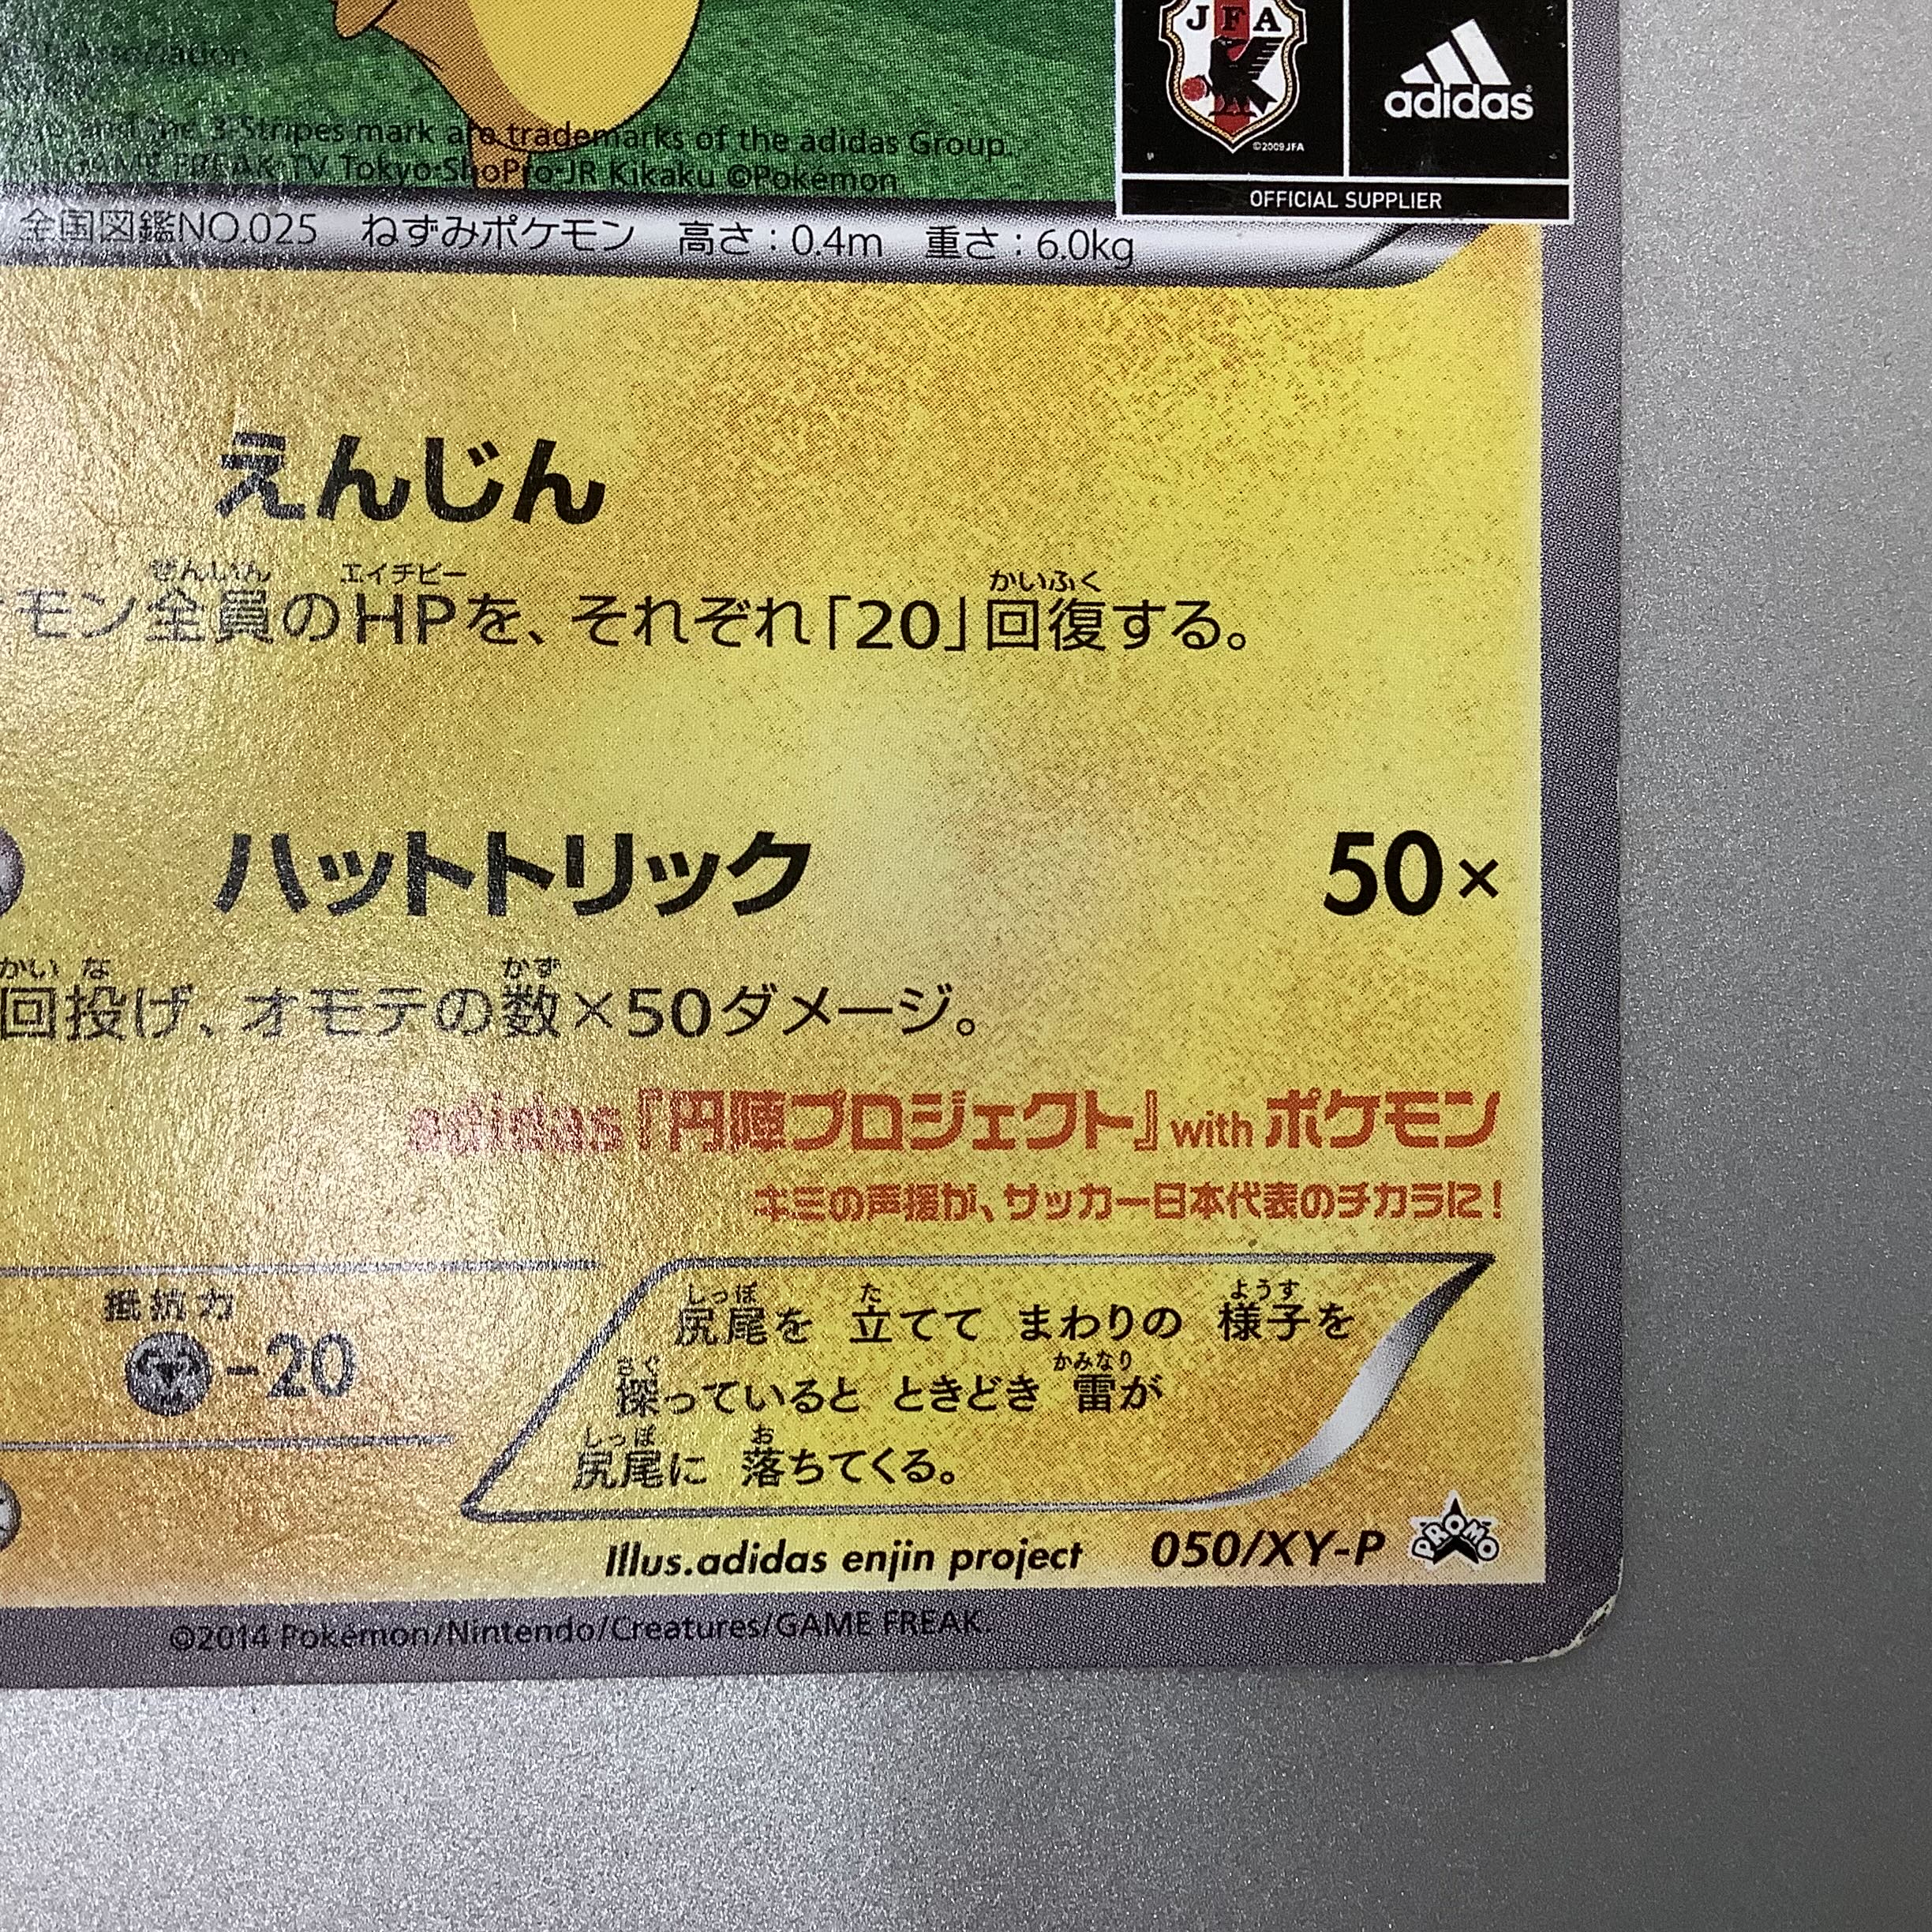 Association.
and the 3-Stripes mark are trademarks of the adidas Group.
GAME FREAK・TV Tokyo・ShoPro・JR Kikaku ©Pokémon
JFA
©2009 JFA
adidas
OFFICIAL SUPPLIER
全国図鑑NO.025 ねずみポケモン 高さ：0.4m 重さ：6.0kg
えんじん
ぜんいん エイチピー かいふく
モン全員のHPを、それぞれ「20」回復する。
ハットトリック 50×
かい な かず
回投げ、オモテの数×50ダメージ。
adidas『円陣プロジェクト』with ポケモン
キミの声援が、サッカー日本代表のチカラに！
抵抗力
-20
しっぽ た ようす
尻尾を 立てて まわりの 様子を
さぐ かみなり
探っていると ときどき 雷が
しっぽ お
尻尾に 落ちてくる。
Illus.adidas enjin project 050/XY-P PROMO
©2014 Pokémon/Nintendo/Creatures/GAME FREAK.